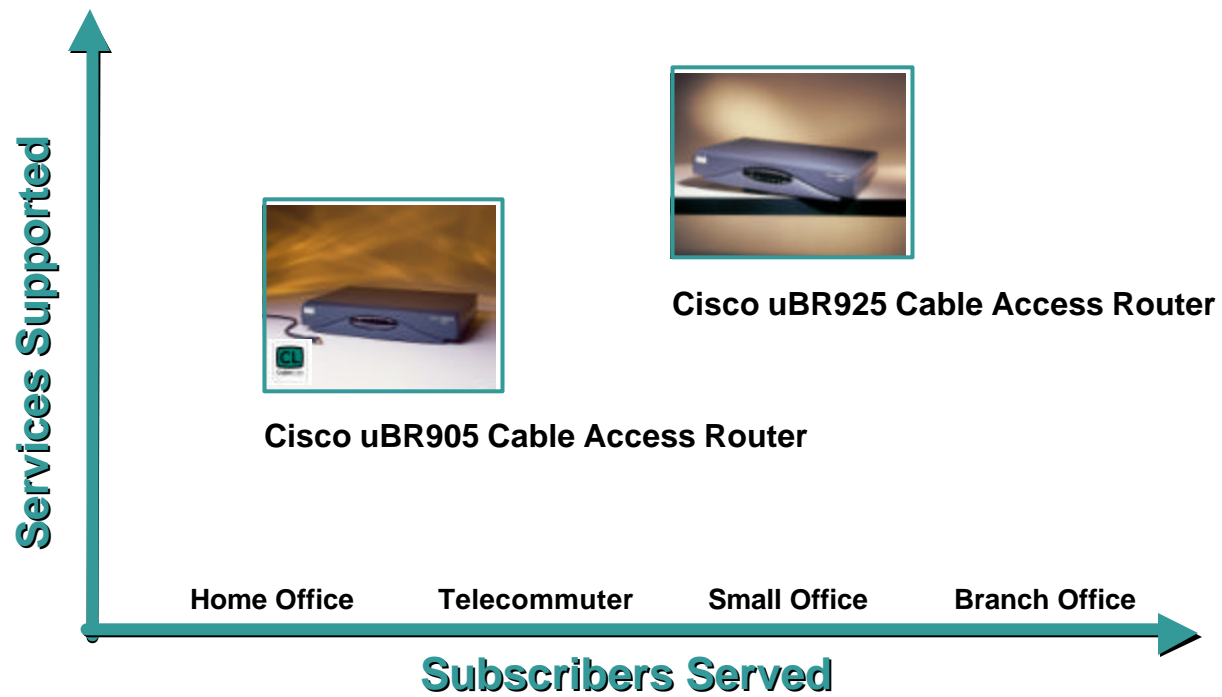 Services Supported
Cisco uBR925 Cable Access Router
CL
Cisco uBR905 Cable Access Router
Home Office Telecommuter Small Office Branch Office
Subscribers Served